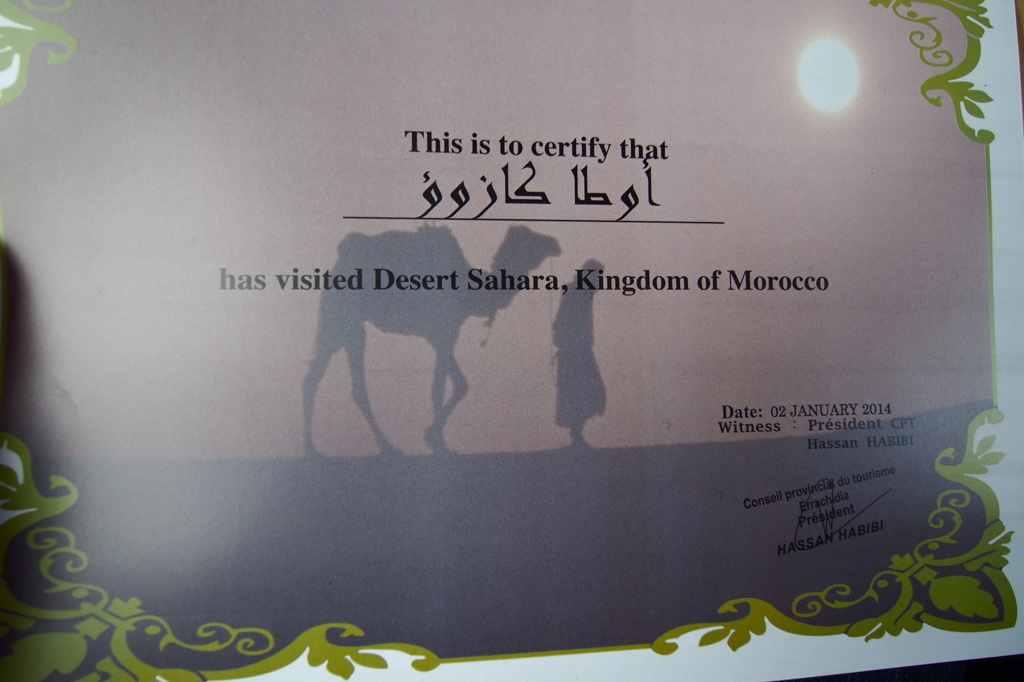 This is to certify that
أوطا كازوؤ
has visited Desert Sahara, Kingdom of Morocco
Date: 02 JANUARY 2014
Witness : Président CPT
Hassan HABIBI
Conseil provincial du tourisme
Errachidia
Président
HASSAN HABIBI